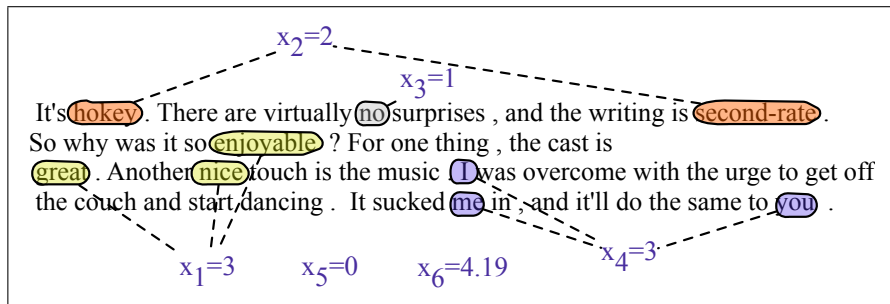 x2=2
x3=1
It's hokey . There are virtually no surprises , and the writing is second-rate .
So why was it so enjoyable ? For one thing , the cast is
great . Another nice touch is the music . I was overcome with the urge to get off
the couch and start dancing . It sucked me in , and it'll do the same to you .
x1=3 x5=0 x6=4.19 x4=3